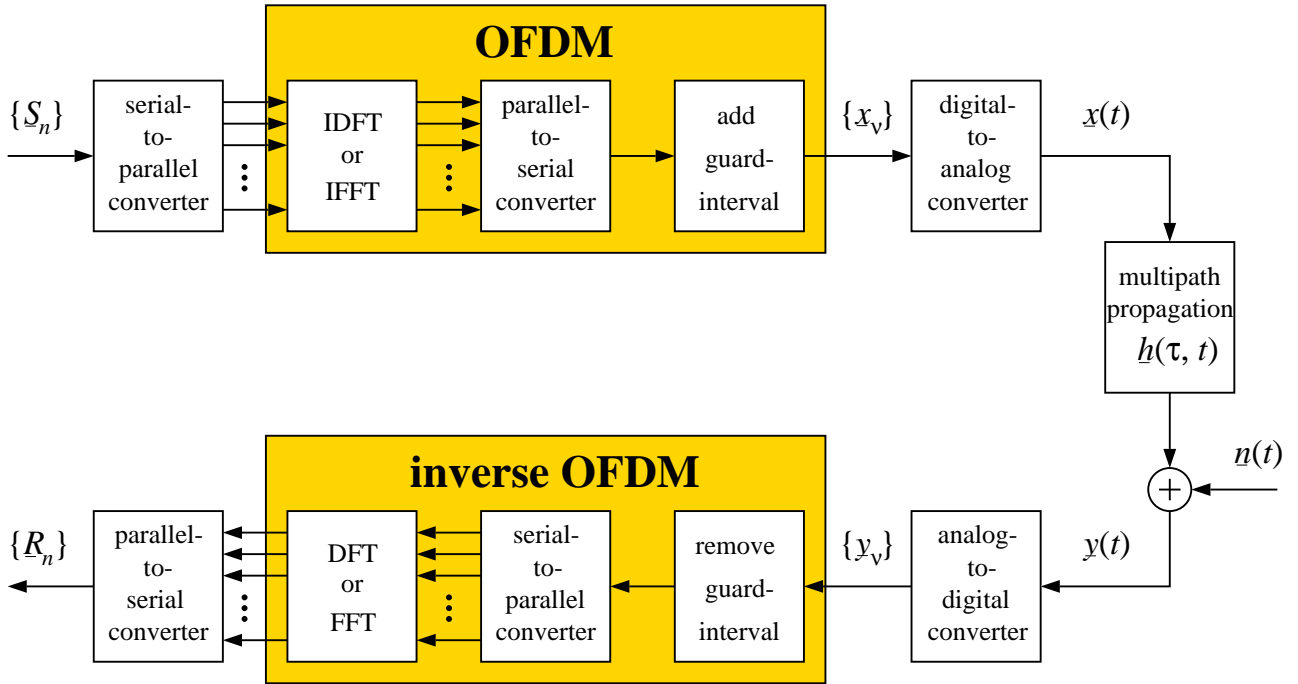 OFDM
{S_n}
serial-
to-
parallel
converter
IDFT
or
IFFT
parallel-
to-
serial
converter
add
guard-
interval
{x_ν}
digital-
to-
analog
converter
x(t)
multipath
propagation
h(τ, t)
n(t)
+
inverse OFDM
{R_n}
parallel-
to-
serial
converter
DFT
or
FFT
serial-
to-
parallel
converter
remove
guard-
interval
{y_ν}
analog-
to-
digital
converter
y(t)